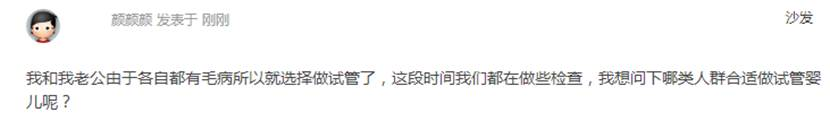 颜颜颜 发表于 刚刚
沙发
我和我老公由于各自都有毛病所以就选择做试管了，这段时间我们都在做些检查，我想问下哪类人群合适做试管婴
儿呢？